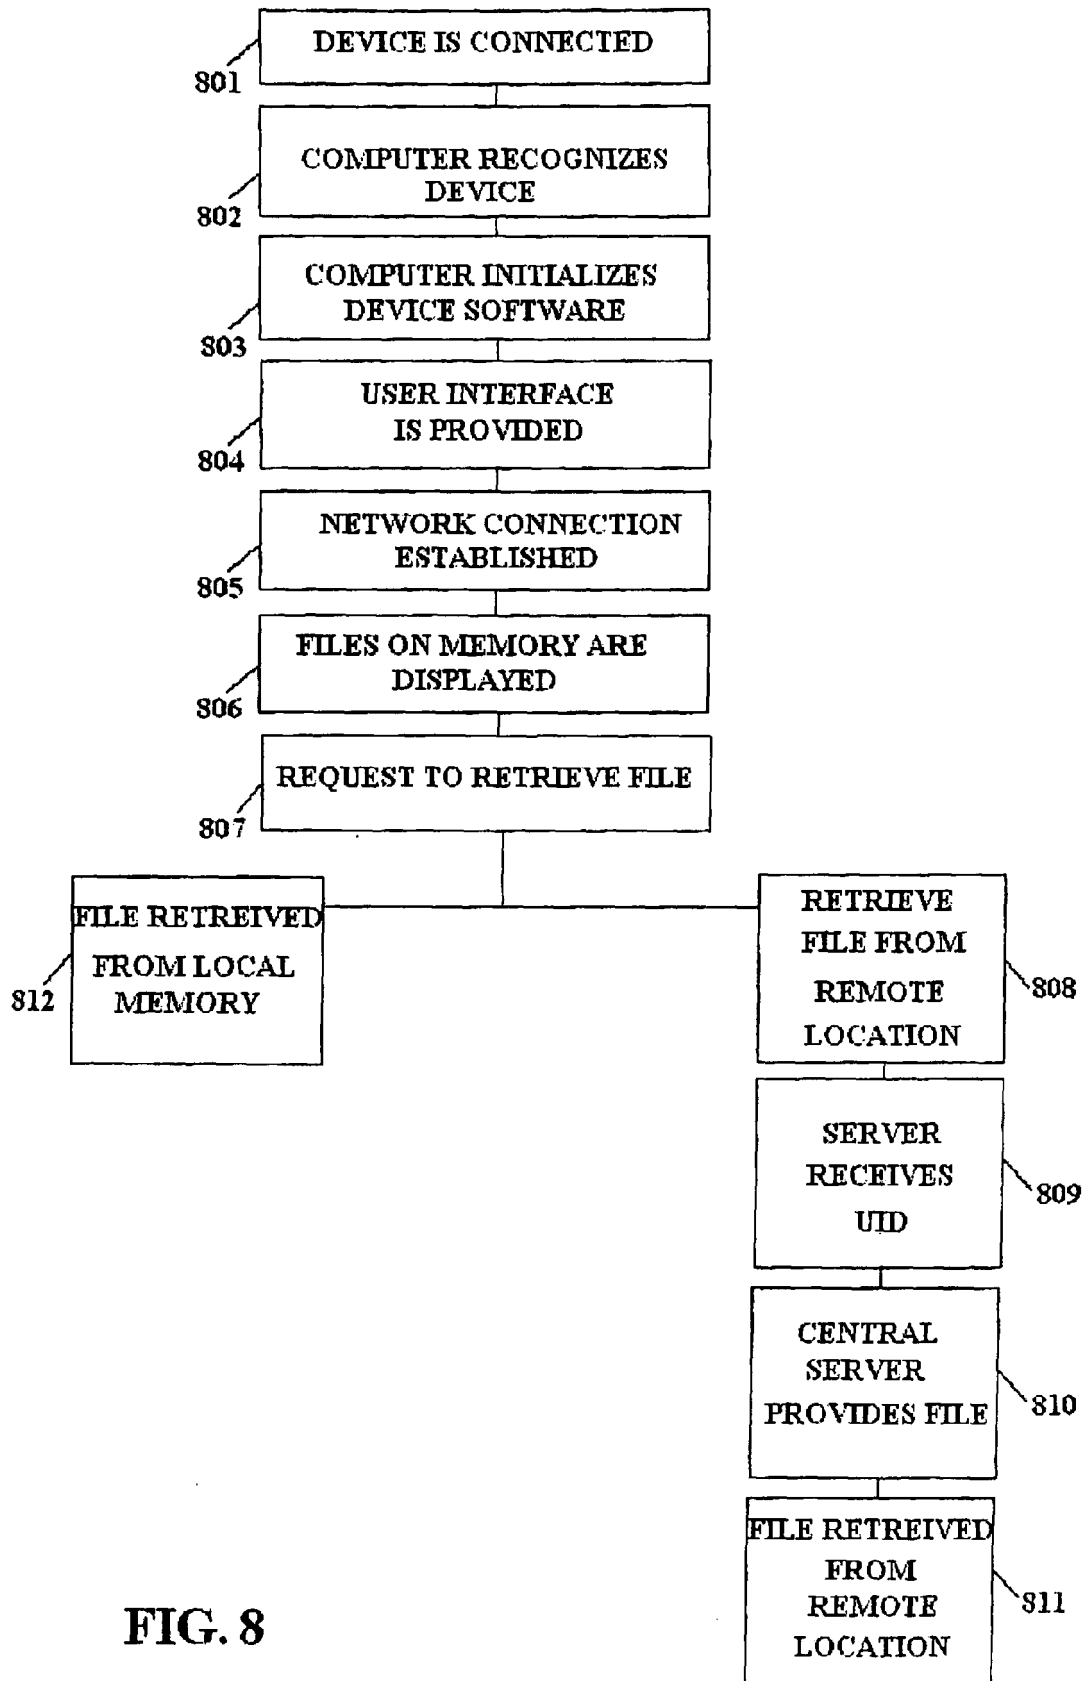 DEVICE IS CONNECTED
801
COMPUTER RECOGNIZES
DEVICE
802
COMPUTER INITIALIZES
DEVICE SOFTWARE
803
USER INTERFACE
IS PROVIDED
804
NETWORK CONNECTION
ESTABLISHED
805
FILES ON MEMORY ARE
DISPLAYED
806
REQUEST TO RETRIEVE FILE
807
FILE RETREIVED
FROM LOCAL
MEMORY
812
RETRIEVE
FILE FROM
REMOTE
LOCATION
808
SERVER
RECEIVES
UID
809
CENTRAL
SERVER
PROVIDES FILE
810
FILE RETREIVED
FROM
REMOTE
LOCATION
811
FIG. 8